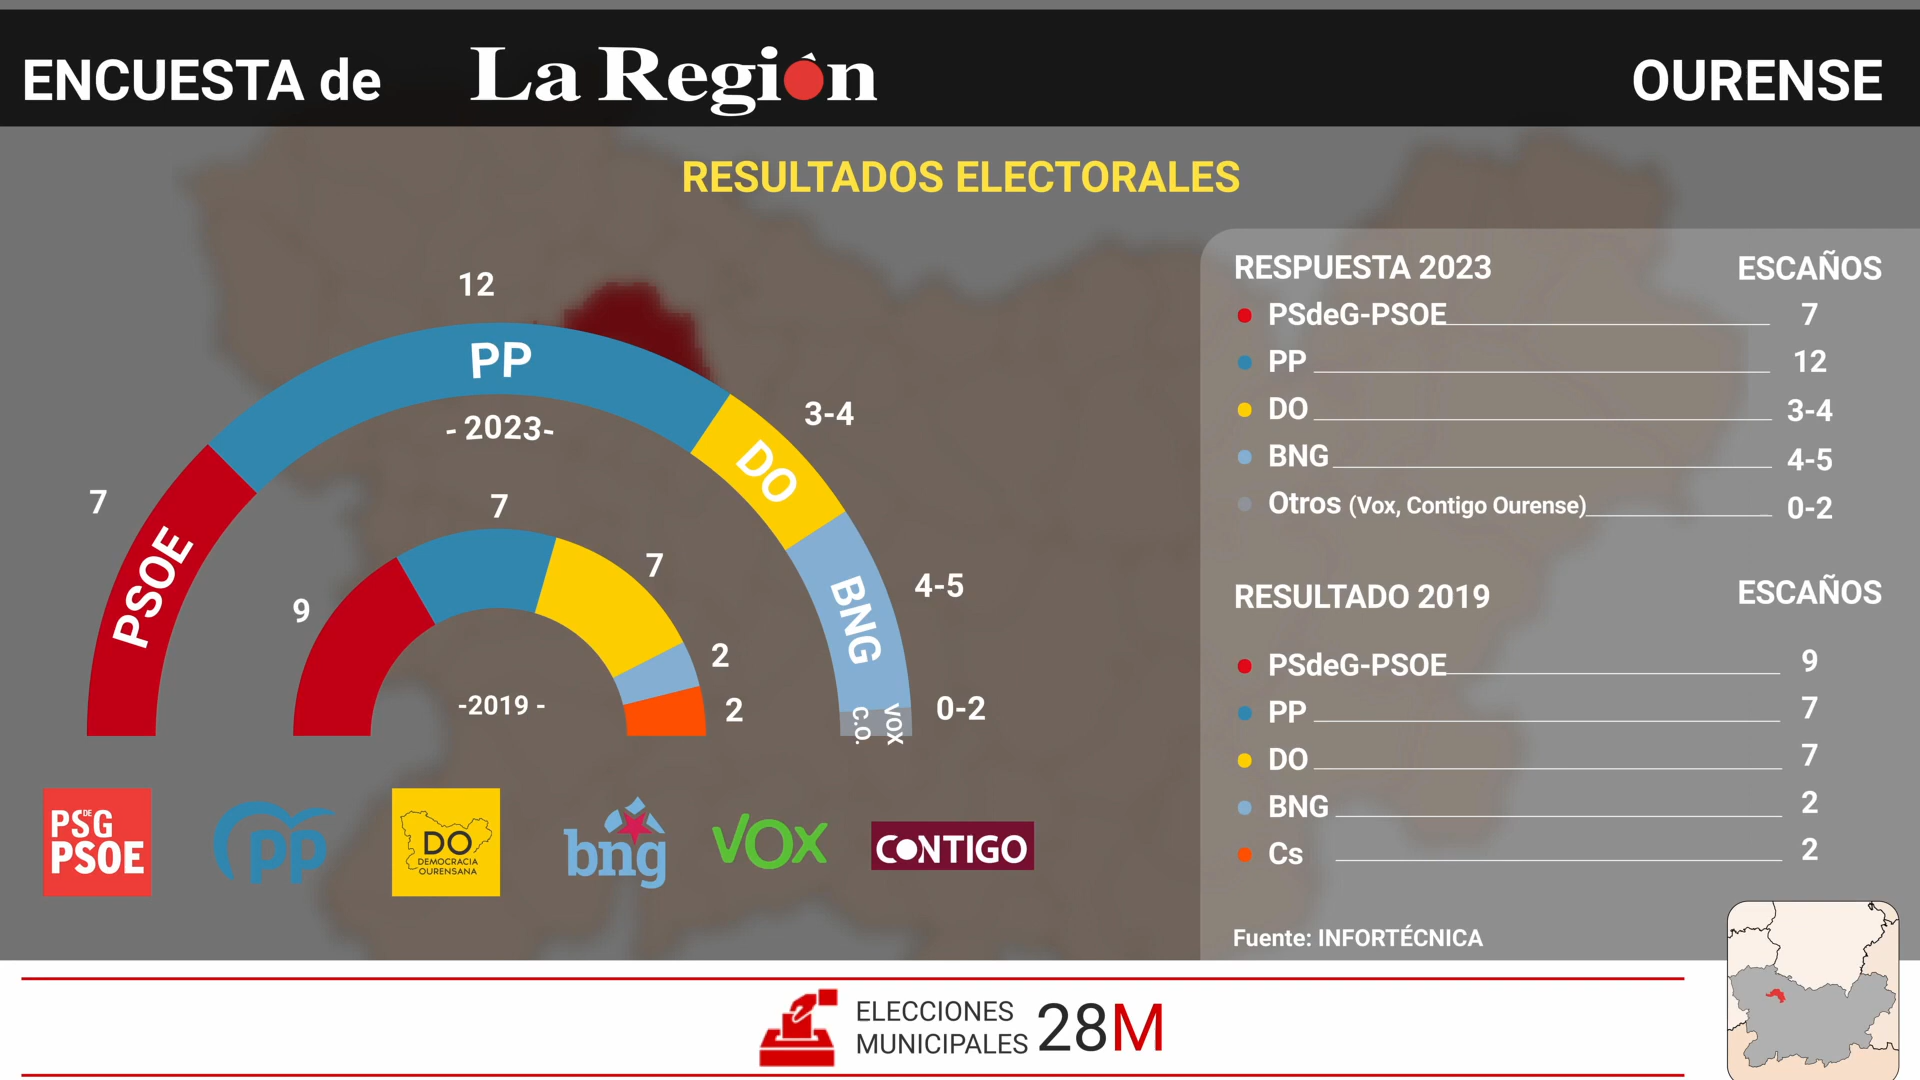 ENCUESTA de La Región OURENSE
RESULTADOS ELECTORALES
12
PP
- 2023-
3-4
DO
7
PSOE
4-5
BNG
0-2
C.O.
VOX
7
7
9
2
2
-2019 -
PSDEG
PSOE
pp
DO
DEMOCRACIA
OURENSANA
bng
VOX
CONTIGO
RESPUESTA 2023 ESCAÑOS
PSdeG-PSOE 7
PP 12
DO 3-4
BNG 4-5
Otros (Vox, Contigo Ourense) 0-2
RESULTADO 2019 ESCAÑOS
PSdeG-PSOE 9
PP 7
DO 7
BNG 2
Cs 2
Fuente: INFORTÉCNICA
ELECCIONES
MUNICIPALES
28M